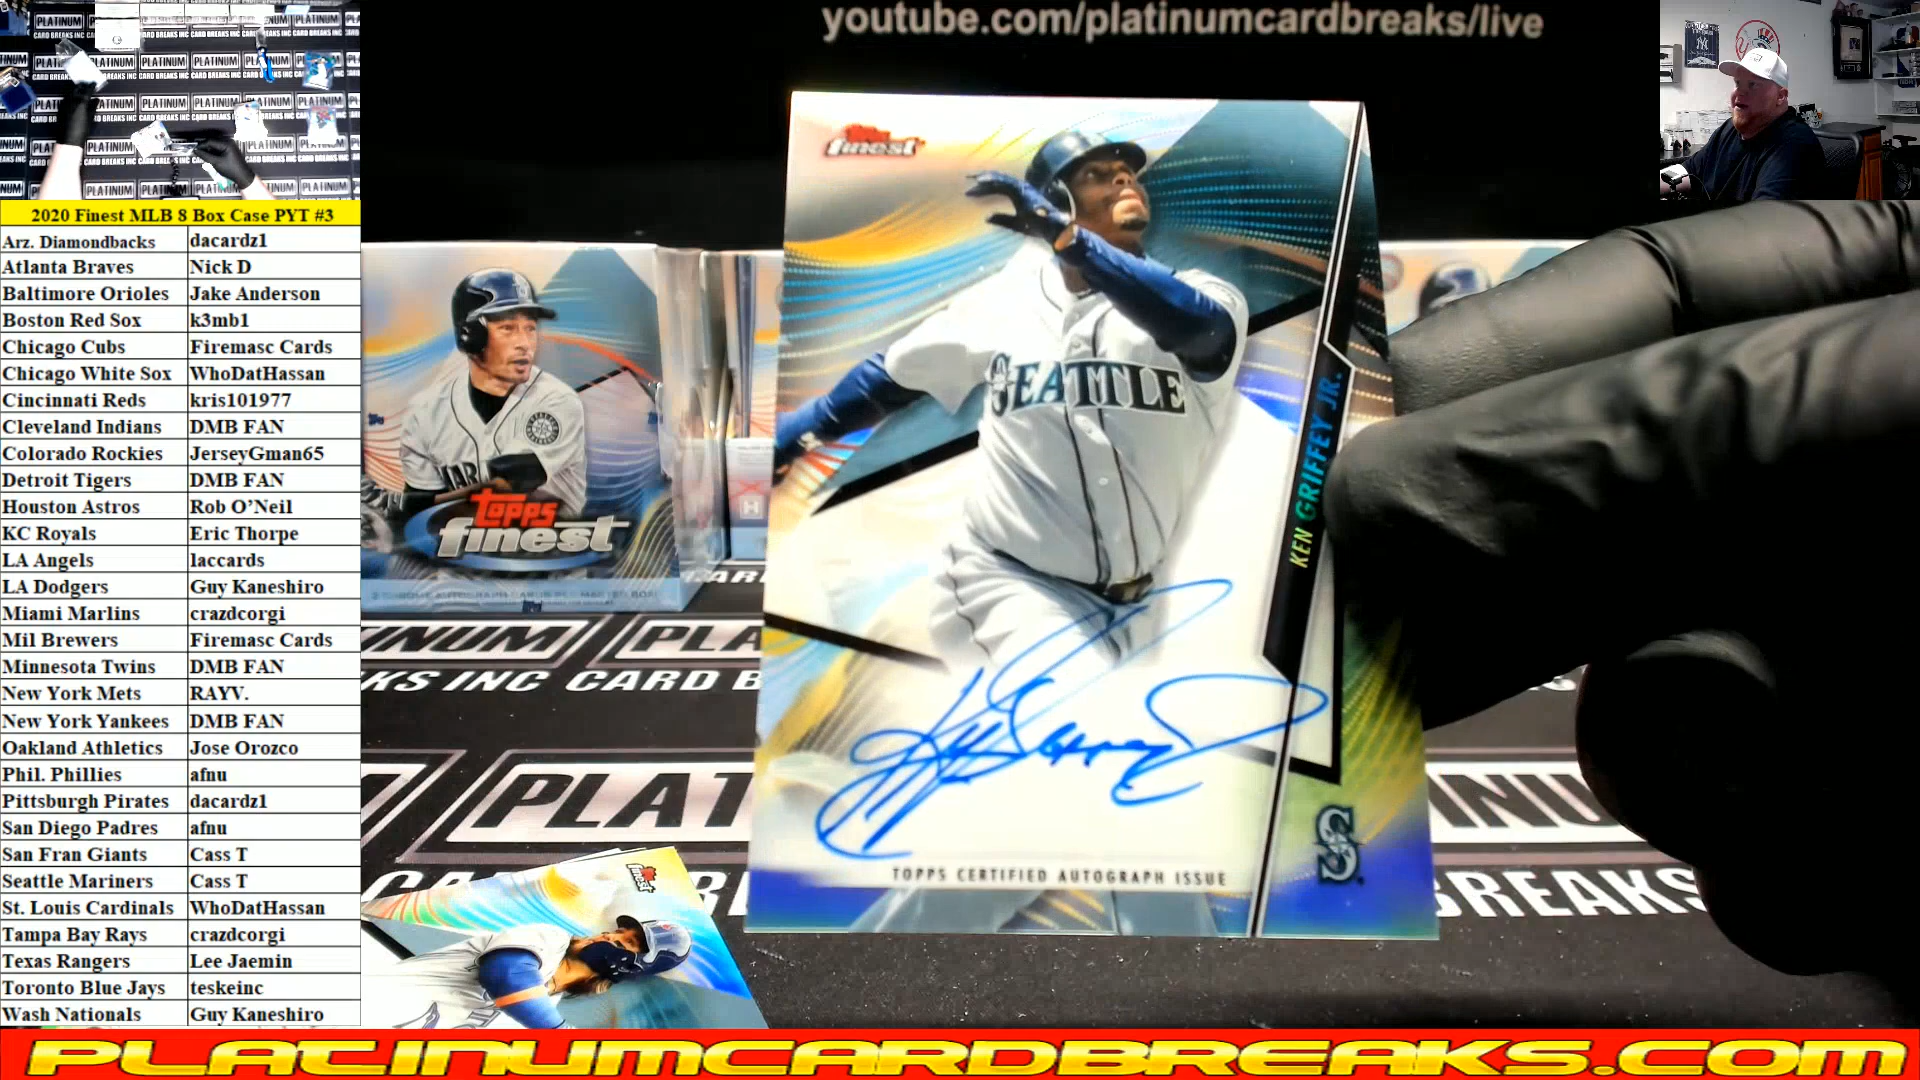 youtube.com/platinumcardbreaks/live
2020 Finest MLB 8 Box Case PYT #3
Arz. Diamondbacks dacardz1
Atlanta Braves Nick D
Baltimore Orioles Jake Anderson
Boston Red Sox k3mb1
Chicago Cubs Firemasc Cards
Chicago White Sox WhoDatHassan
Cincinnati Reds kris101977
Cleveland Indians DMB FAN
Colorado Rockies JerseyGman65
Detroit Tigers DMB FAN
Houston Astros Rob O’Neil
KC Royals Eric Thorpe
LA Angels laccards
LA Dodgers Guy Kaneshiro
Miami Marlins crazdcorgi
Mil Brewers Firemasc Cards
Minnesota Twins DMB FAN
New York Mets RAYV.
New York Yankees DMB FAN
Oakland Athletics Jose Orozco
Phil. Phillies afnu
Pittsburgh Pirates dacardz1
San Diego Padres afnu
San Fran Giants Cass T
Seattle Mariners Cass T
St. Louis Cardinals WhoDatHassan
Tampa Bay Rays crazdcorgi
Texas Rangers Lee Jaemin
Toronto Blue Jays teskeinc
Wash Nationals Guy Kaneshiro
Topps finest
SEATTLE
KEN GRIFFEY JR.
TOPPS CERTIFIED AUTOGRAPH ISSUE
S
topps
finest
INUM PLA
KS INC CARD B
PLAT INU
BREAKS
PLATINUMCARDBREAKS.COM